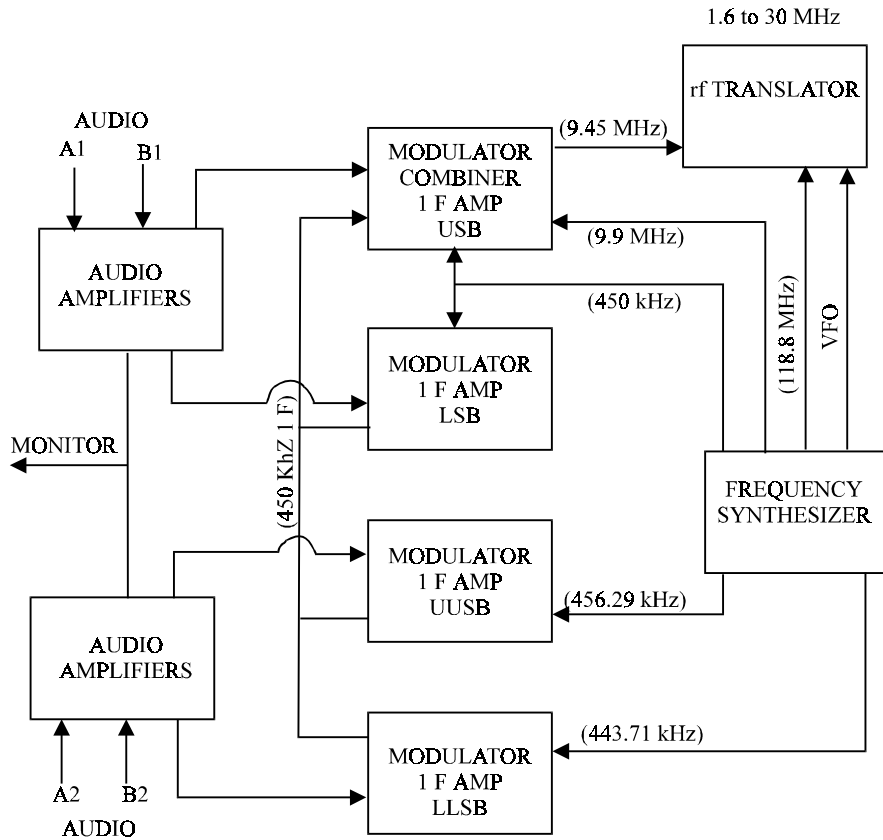 1.6 to 30 MHz
rf TRANSLATOR
AUDIO
A1 B1
(9.45 MHz)
MODULATOR
COMBINER
1 F AMP
USB
(9.9 MHz)
AUDIO
AMPLIFIERS
(450 kHz)
(118.8 MHz)
VFO
MODULATOR
1 F AMP
LSB
MONITOR
(450 KhZ 1 F)
FREQUENCY
SYNTHESIZER
MODULATOR
1 F AMP
UUSB
(456.29 kHz)
AUDIO
AMPLIFIERS
(443.71 kHz)
MODULATOR
1 F AMP
LLSB
A2 B2
AUDIO